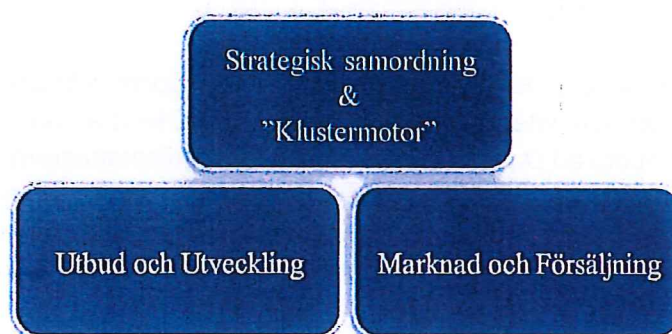 Strategisk samordning
&
”Klustermotor”
Utbud och Utveckling
Marknad och Försäljning